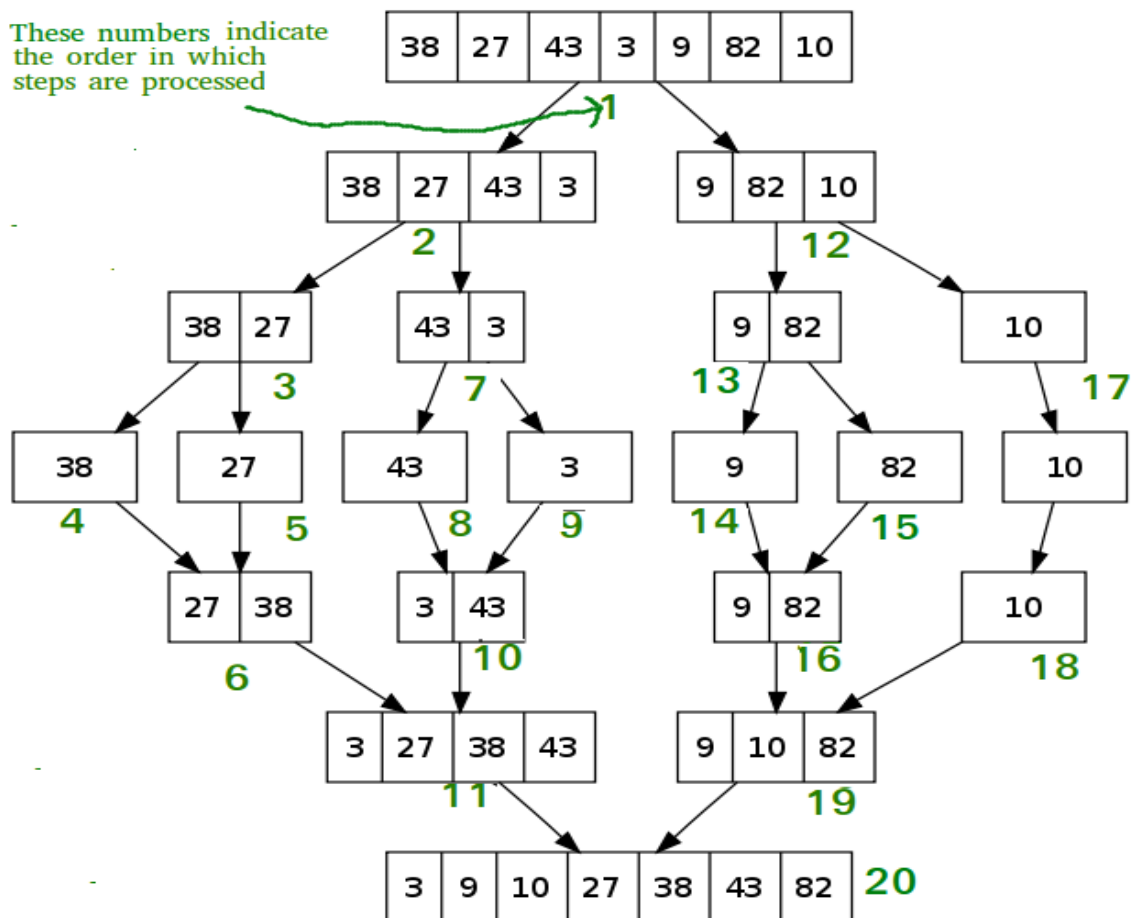 These numbers indicate
the order in which
steps are processed
38 27 43 3 9 82 10
1
38 27 43 3 9 82 10
2 12
38 27 43 3 9 82 10
3 7 13 17
38 27 43 3 9 82 10
4 5 8 9 14 15
27 38 3 43 9 82 10
6 10 16 18
3 27 38 43 9 10 82
11 19
3 9 10 27 38 43 82 20